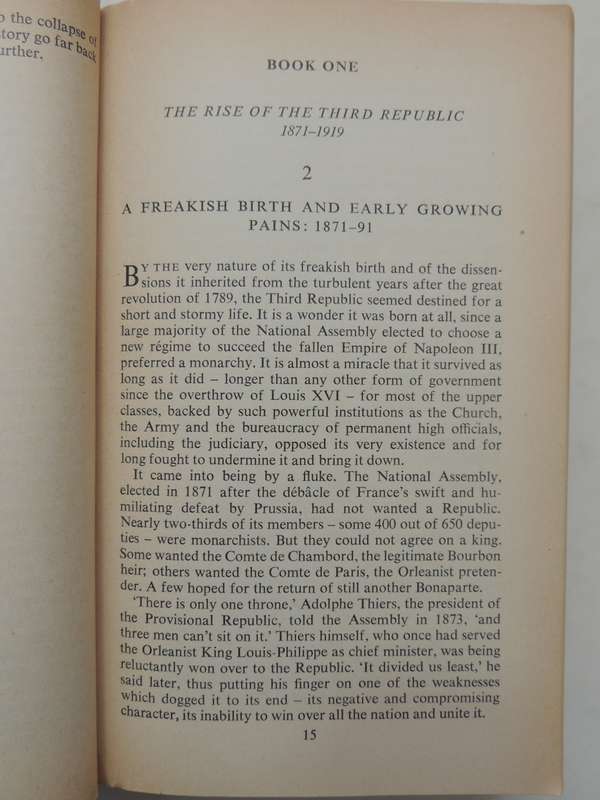 o the collapse of
story go far back
urther.
BOOK ONE
THE RISE OF THE THIRD REPUBLIC
1871–1919
2
A FREAKISH BIRTH AND EARLY GROWING
PAINS: 1871–91
BY THE very nature of its freakish birth and of the dissen-
sions it inherited from the turbulent years after the great
revolution of 1789, the Third Republic seemed destined for a
short and stormy life. It is a wonder it was born at all, since a
large majority of the National Assembly elected to choose a
new régime to succeed the fallen Empire of Napoleon III,
preferred a monarchy. It is almost a miracle that it survived as
long as it did – longer than any other form of government
since the overthrow of Louis XVI – for most of the upper
classes, backed by such powerful institutions as the Church,
the Army and the bureaucracy of permanent high officials,
including the judiciary, opposed its very existence and for
long fought to undermine it and bring it down.
It came into being by a fluke. The National Assembly,
elected in 1871 after the débâcle of France's swift and hu-
miliating defeat by Prussia, had not wanted a Republic.
Nearly two-thirds of its members – some 400 out of 650 depu-
ties – were monarchists. But they could not agree on a king.
Some wanted the Comte de Chambord, the legitimate Bourbon
heir; others wanted the Comte de Paris, the Orleanist preten-
der. A few hoped for the return of still another Bonaparte.
'There is only one throne,' Adolphe Thiers, the president of
the Provisional Republic, told the Assembly in 1873, 'and
three men can't sit on it.' Thiers himself, who once had served
the Orleanist King Louis-Philippe as chief minister, was being
reluctantly won over to the Republic. 'It divided us least,' he
said later, thus putting his finger on one of the weaknesses
which dogged it to its end – its negative and compromising
character, its inability to win over all the nation and unite it.
15